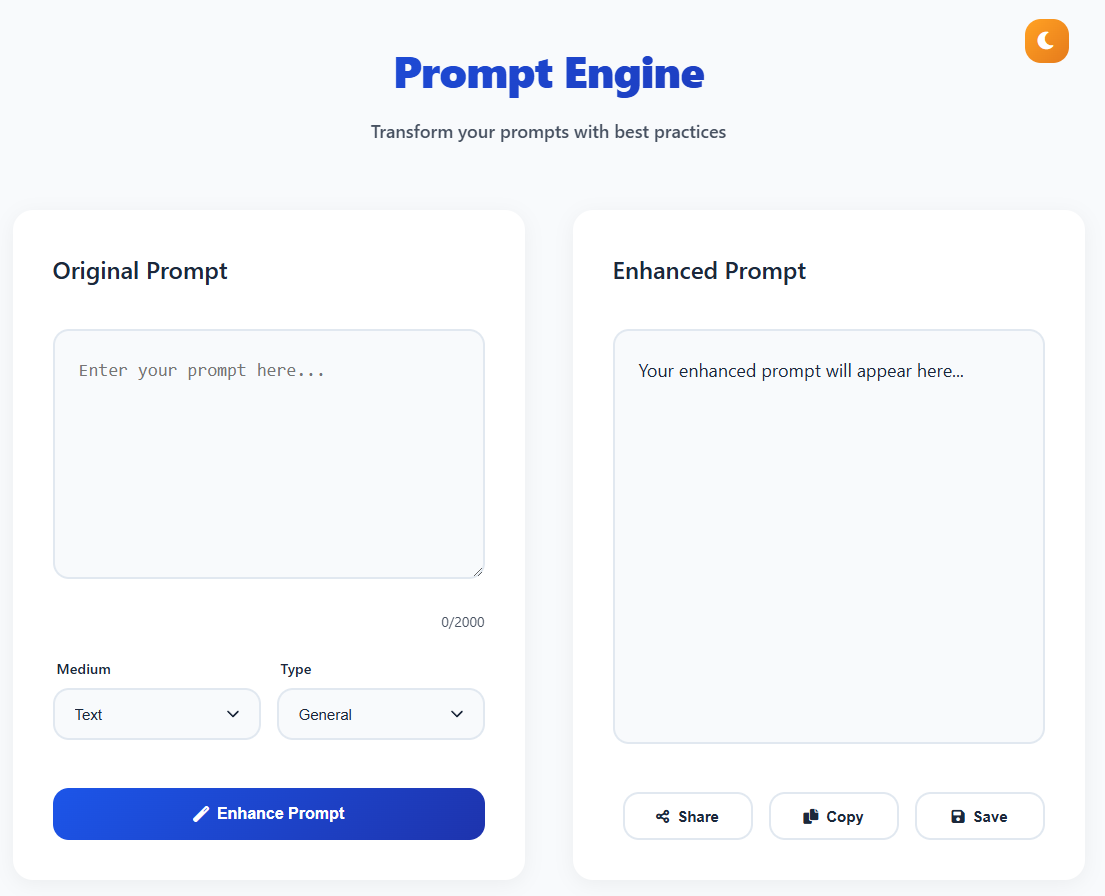 Prompt Engine
Transform your prompts with best practices
Original Prompt
Enter your prompt here...
0/2000
Medium
Type
Text
General
Enhance Prompt
Enhanced Prompt
Your enhanced prompt will appear here...
Share
Copy
Save